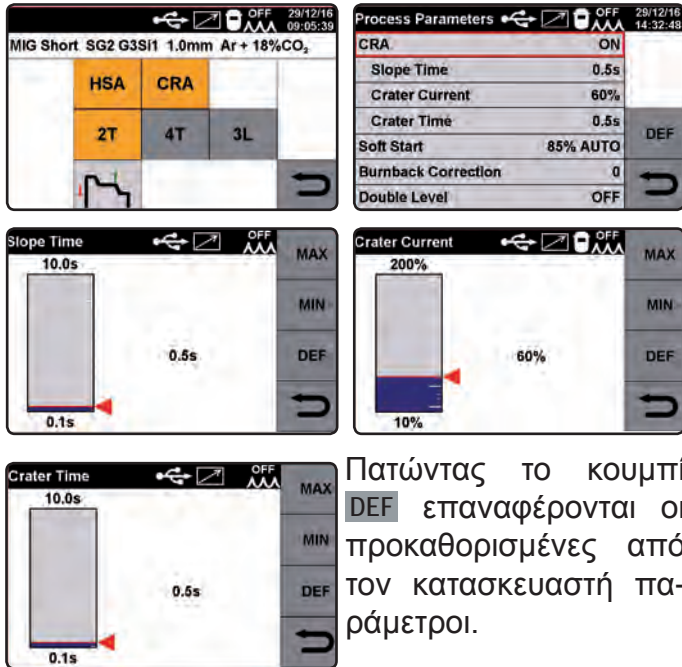 OFF 29/12/16
09:05:39
MIG Short SG2 G3Si1 1.0mm Ar + 18%CO₂
HSA CRA
2T 4T 3L
Process Parameters OFF 29/12/16
14:32:48
CRA ON
Slope Time 0.5s
Crater Current 60%
Crater Time 0.5s
Soft Start 85% AUTO
Burnback Correction 0
Double Level OFF
DEF
Slope Time OFF
10.0s
0.5s
0.1s
MAX
MIN
DEF
Crater Current OFF
200%
60%
10%
MAX
MIN
DEF
Crater Time OFF
10.0s
0.5s
0.1s
MAX
MIN
DEF
Πατώντας το κουμπί
DEF επαναφέρονται οι
προκαθορισμένες από
τον κατασκευαστή πα-
ράμετροι.